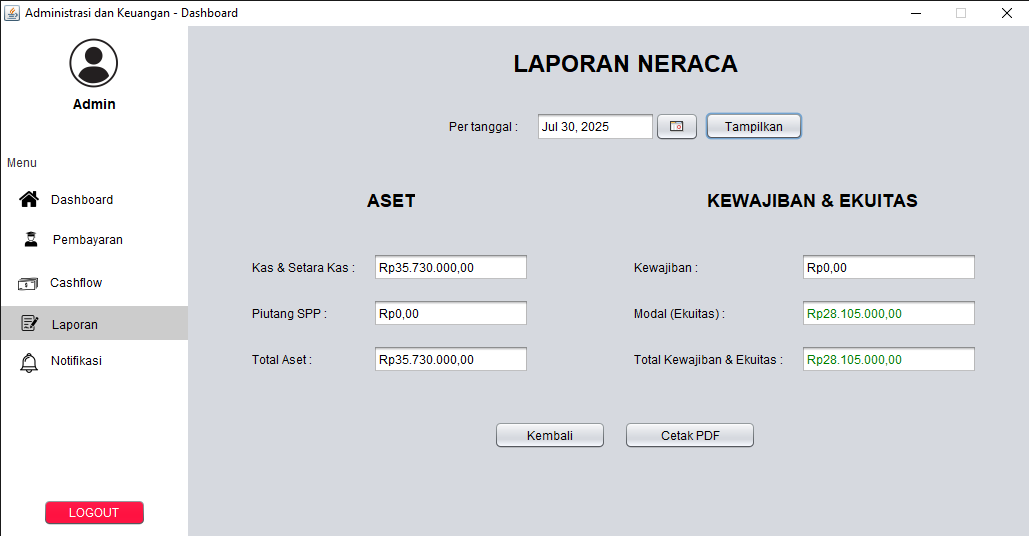 Administrasi dan Keuangan - Dashboard
Admin
Menu
Dashboard
Pembayaran
Cashflow
Laporan
Notifikasi
LOGOUT
LAPORAN NERACA
Per tanggal : Jul 30, 2025 Tampilkan
ASET
Kas & Setara Kas : Rp35.730.000,00
Piutang SPP : Rp0,00
Total Aset : Rp35.730.000,00
KEWAJIBAN & EKUITAS
Kewajiban : Rp0,00
Modal (Ekuitas) : Rp28.105.000,00
Total Kewajiban & Ekuitas : Rp28.105.000,00
Kembali Cetak PDF